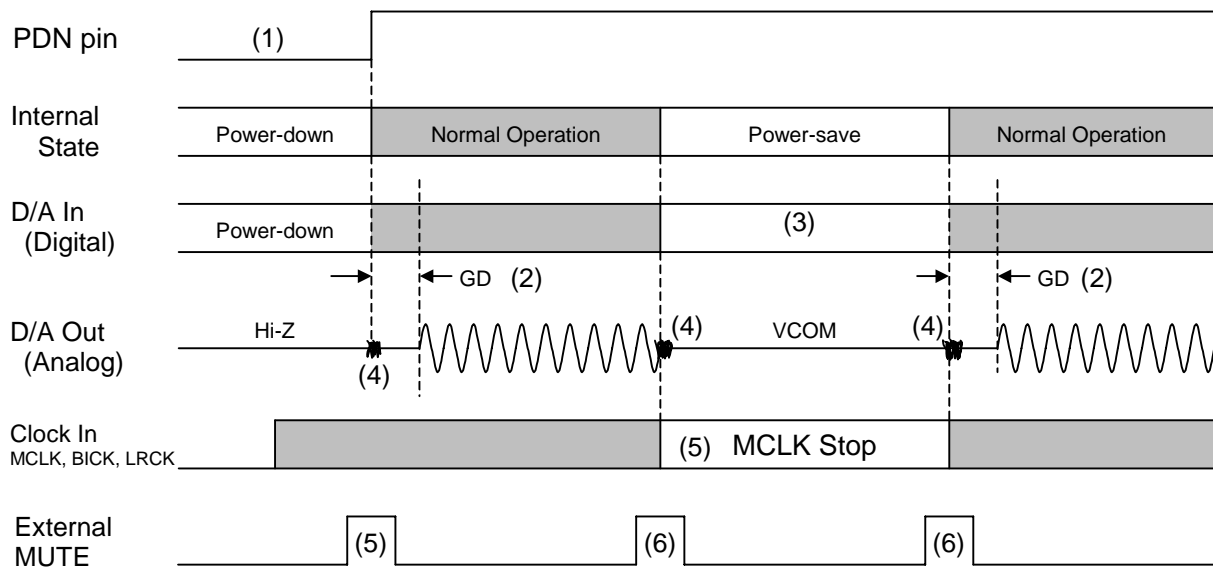 PDN pin
(1)
Internal
State
Power-down
Normal Operation
Power-save
Normal Operation
D/A In
(Digital)
Power-down
(3)
GD (2)
GD (2)
D/A Out
(Analog)
Hi-Z
(4)
(4)
VCOM
(4)
Clock In
MCLK, BICK, LRCK
(5) MCLK Stop
External
MUTE
(5)
(6)
(6)